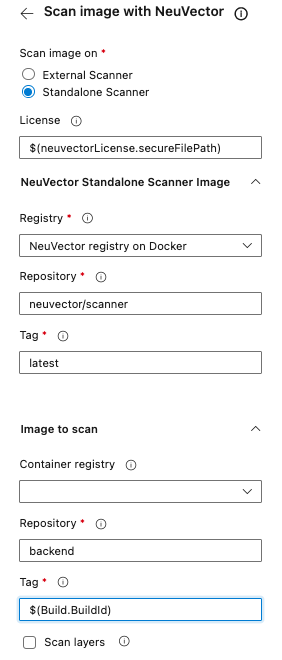 Scan image with NeuVector
Scan image on *
External Scanner
Standalone Scanner
License
$(neuvectorLicense.secureFilePath)
NeuVector Standalone Scanner Image
Registry *
NeuVector registry on Docker
Repository *
neuvector/scanner
Tag *
latest
Image to scan
Container registry
Repository *
backend
Tag *
$(Build.BuildId)
Scan layers